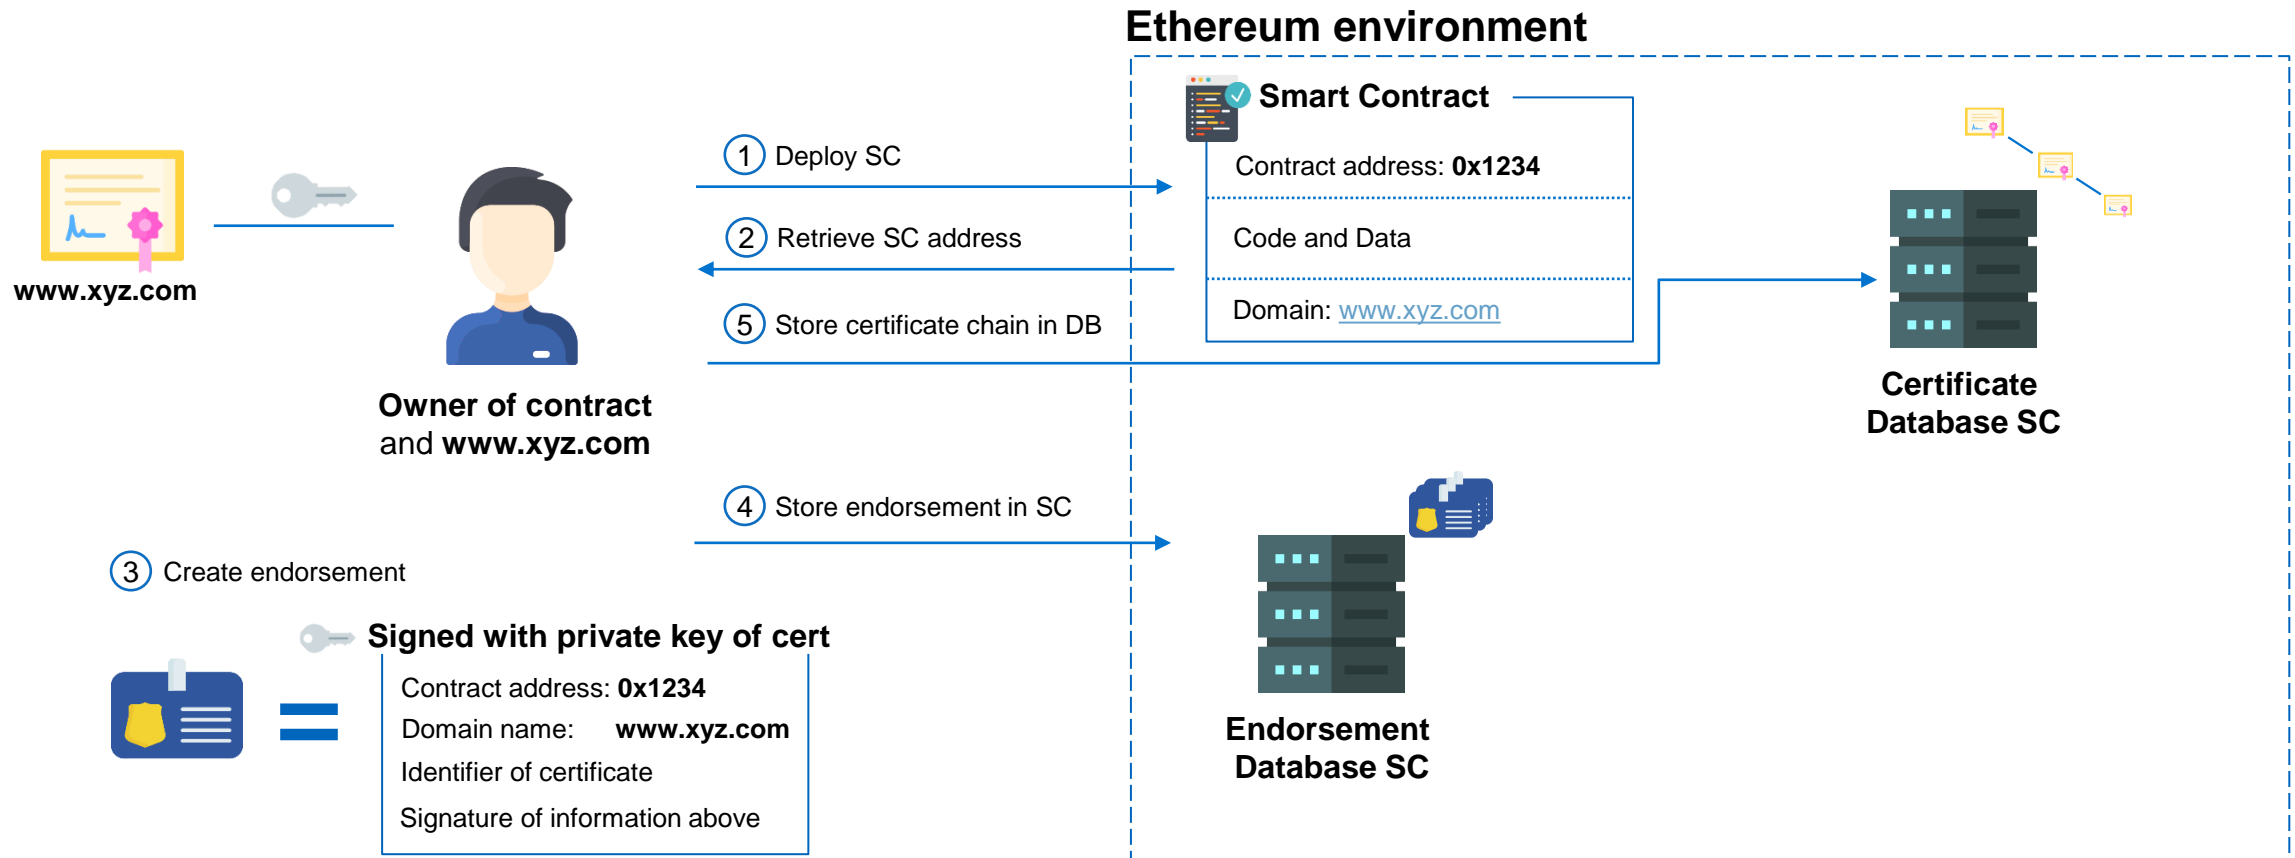 Ethereum environment
Smart Contract
Contract address: 0x1234
Code and Data
Domain: www.xyz.com
1 Deploy SC
2 Retrieve SC address
5 Store certificate chain in DB
www.xyz.com
Owner of contract
and www.xyz.com
Certificate
Database SC
4 Store endorsement in SC
3 Create endorsement
Signed with private key of cert
Contract address: 0x1234
Domain name: www.xyz.com
Identifier of certificate
Signature of information above
Endorsement
Database SC